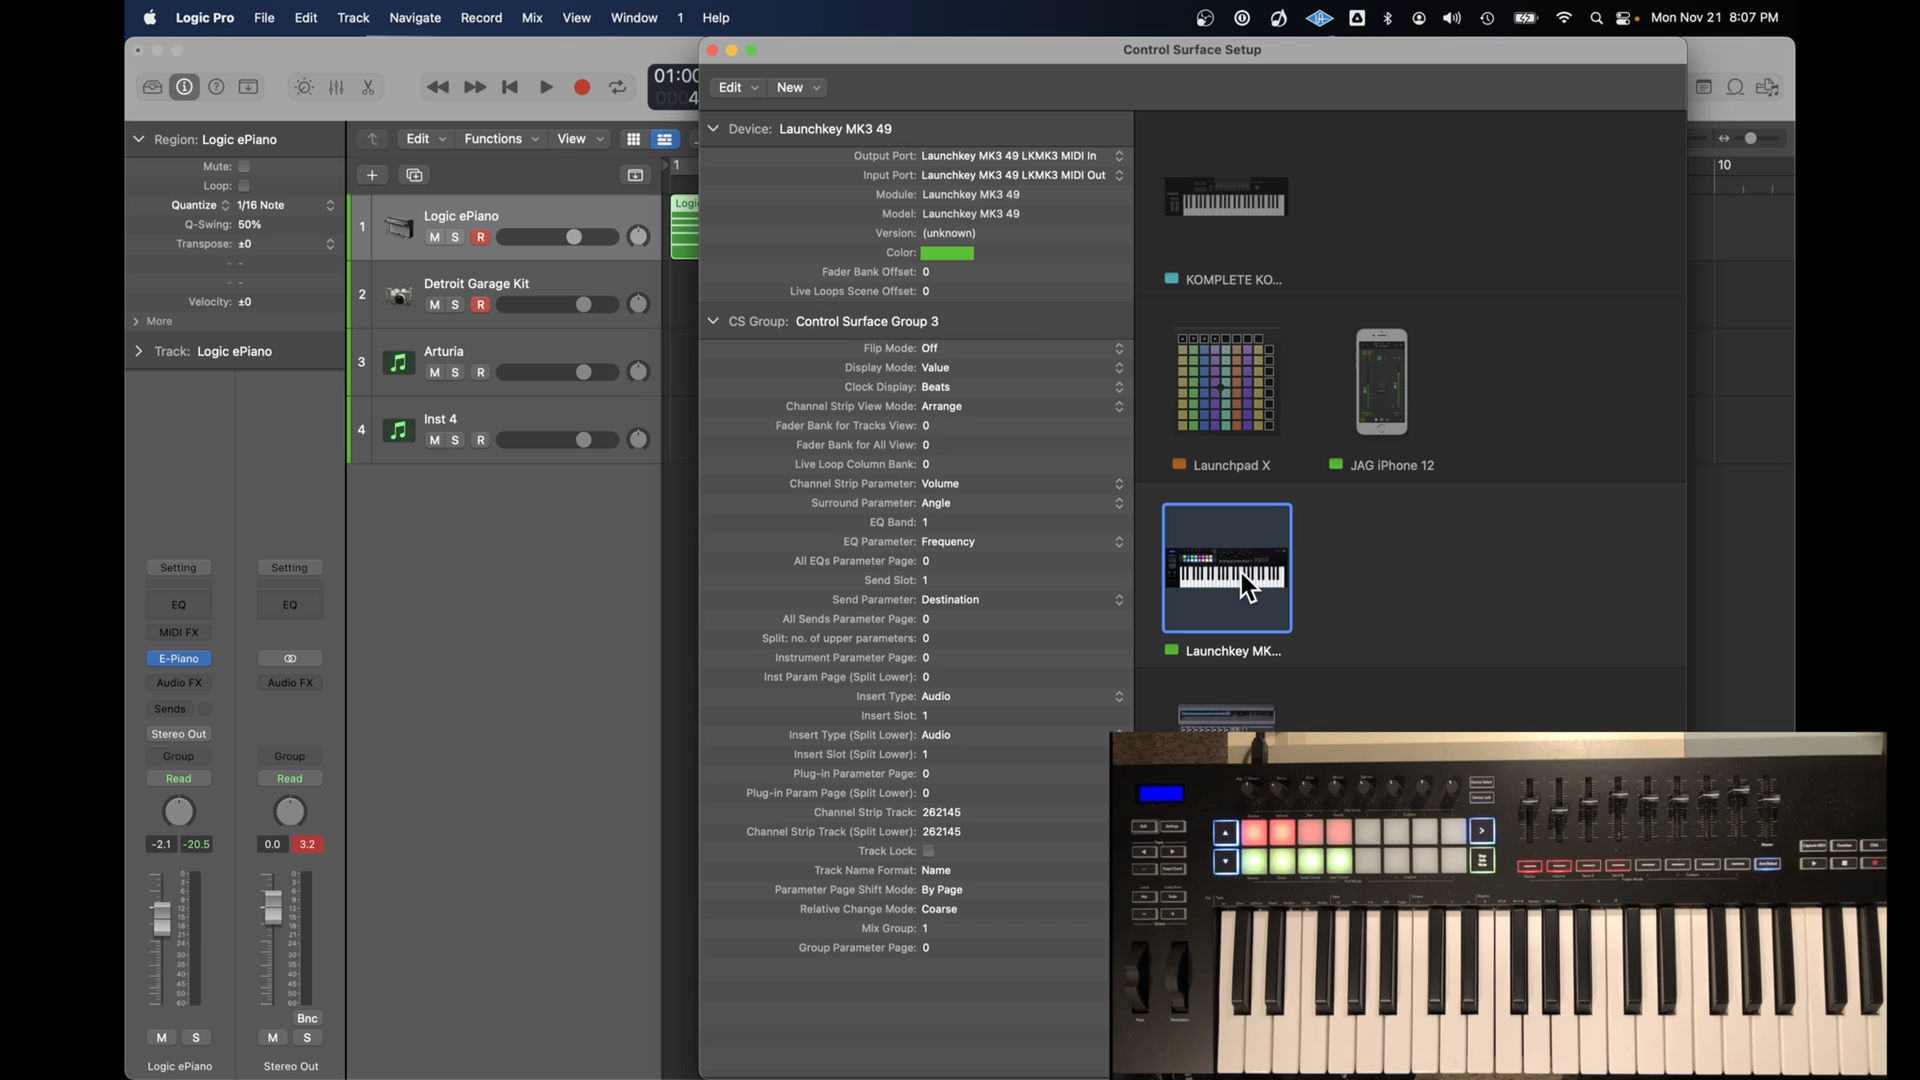 Logic Pro File Edit Track Navigate Record Mix View Window 1 Help
Mon Nov 21 8:07 PM
Control Surface Setup
01:00
0004
Edit New
Region: Logic ePiano
Mute:
Loop:
Quantize 1/16 Note
Q-Swing: 50%
Transpose: ±0
Velocity: ±0
More
Track: Logic ePiano
Edit Functions View
1
10
1 Logic ePiano
M S R
Logi
2 Detroit Garage Kit
M S R
3 Arturia
M S R
4 Inst 4
M S R
Device: Launchkey MK3 49
Output Port: Launchkey MK3 49 LKMK3 MIDI In
Input Port: Launchkey MK3 49 LKMK3 MIDI Out
Module: Launchkey MK3 49
Model: Launchkey MK3 49
Version: (unknown)
Color:
Fader Bank Offset: 0
Live Loops Scene Offset: 0
CS Group: Control Surface Group 3
Flip Mode: Off
Display Mode: Value
Clock Display: Beats
Channel Strip View Mode: Arrange
Fader Bank for Tracks View: 0
Fader Bank for All View: 0
Live Loop Column Bank: 0
Channel Strip Parameter: Volume
Surround Parameter: Angle
EQ Band: 1
EQ Parameter: Frequency
All EQs Parameter Page: 0
Send Slot: 1
Send Parameter: Destination
All Sends Parameter Page: 0
Split: no. of upper parameters: 0
Instrument Parameter Page: 0
Inst Param Page (Split Lower): 0
Insert Type: Audio
Insert Slot: 1
Insert Type (Split Lower): Audio
Insert Slot (Split Lower): 1
Plug-in Parameter Page: 0
Plug-in Param Page (Split Lower): 0
Channel Strip Track: 262145
Channel Strip Track (Split Lower): 262145
Track Lock:
Track Name Format: Name
Parameter Page Shift Mode: By Page
Relative Change Mode: Coarse
Mix Group: 1
Group Parameter Page: 0
KOMPLETE KO...
Launchpad X
JAG iPhone 12
Launchkey MK...
Setting Setting
EQ EQ
MIDI FX
E-Piano
Audio FX Audio FX
Sends
Stereo Out
Group Group
Read Read
-2.1 -20.5 0.0 3.2
Bnc
M S M S
Logic ePiano Stereo Out